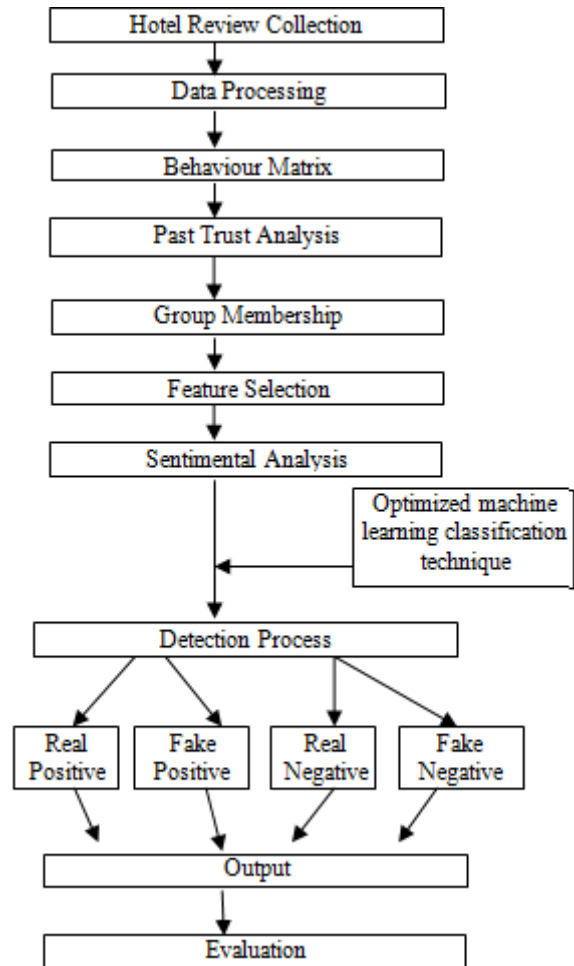 Hotel Review Collection
Data Processing
Behaviour Matrix
Past Trust Analysis
Group Membership
Feature Selection
Sentimental Analysis
Optimized machine
learning classification
technique
Detection Process
Real
Positive
Fake
Positive
Real
Negative
Fake
Negative
Output
Evaluation